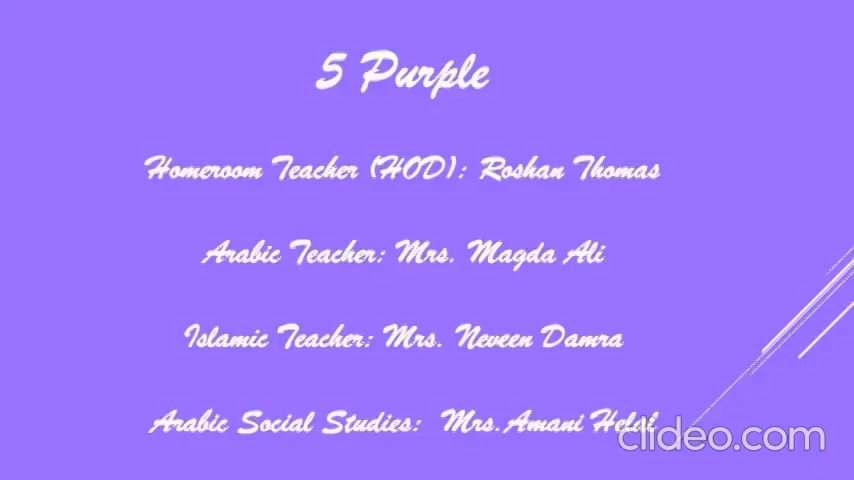 5 Purple
Homeroom Teacher (HOD): Roshan Thomas
Arabic Teacher: Mrs. Magda Ali
Islamic Teacher: Mrs. Neveen Damra
Arabic Social Studies: Mrs.Amani Helal
clideo.com